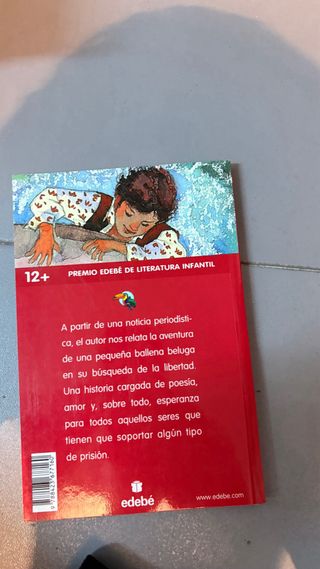 12+ PREMIO EDEBÉ DE LITERATURA INFANTIL
A partir de una noticia periodísti-
ca, el autor nos relata la aventura
de una pequeña ballena beluga
en su búsqueda de la libertad.
Una historia cargada de poesía,
amor y, sobre todo, esperanza
para todos aquellos seres que
tienen que soportar algún tipo
de prisión.
edebé
www.edebe.com